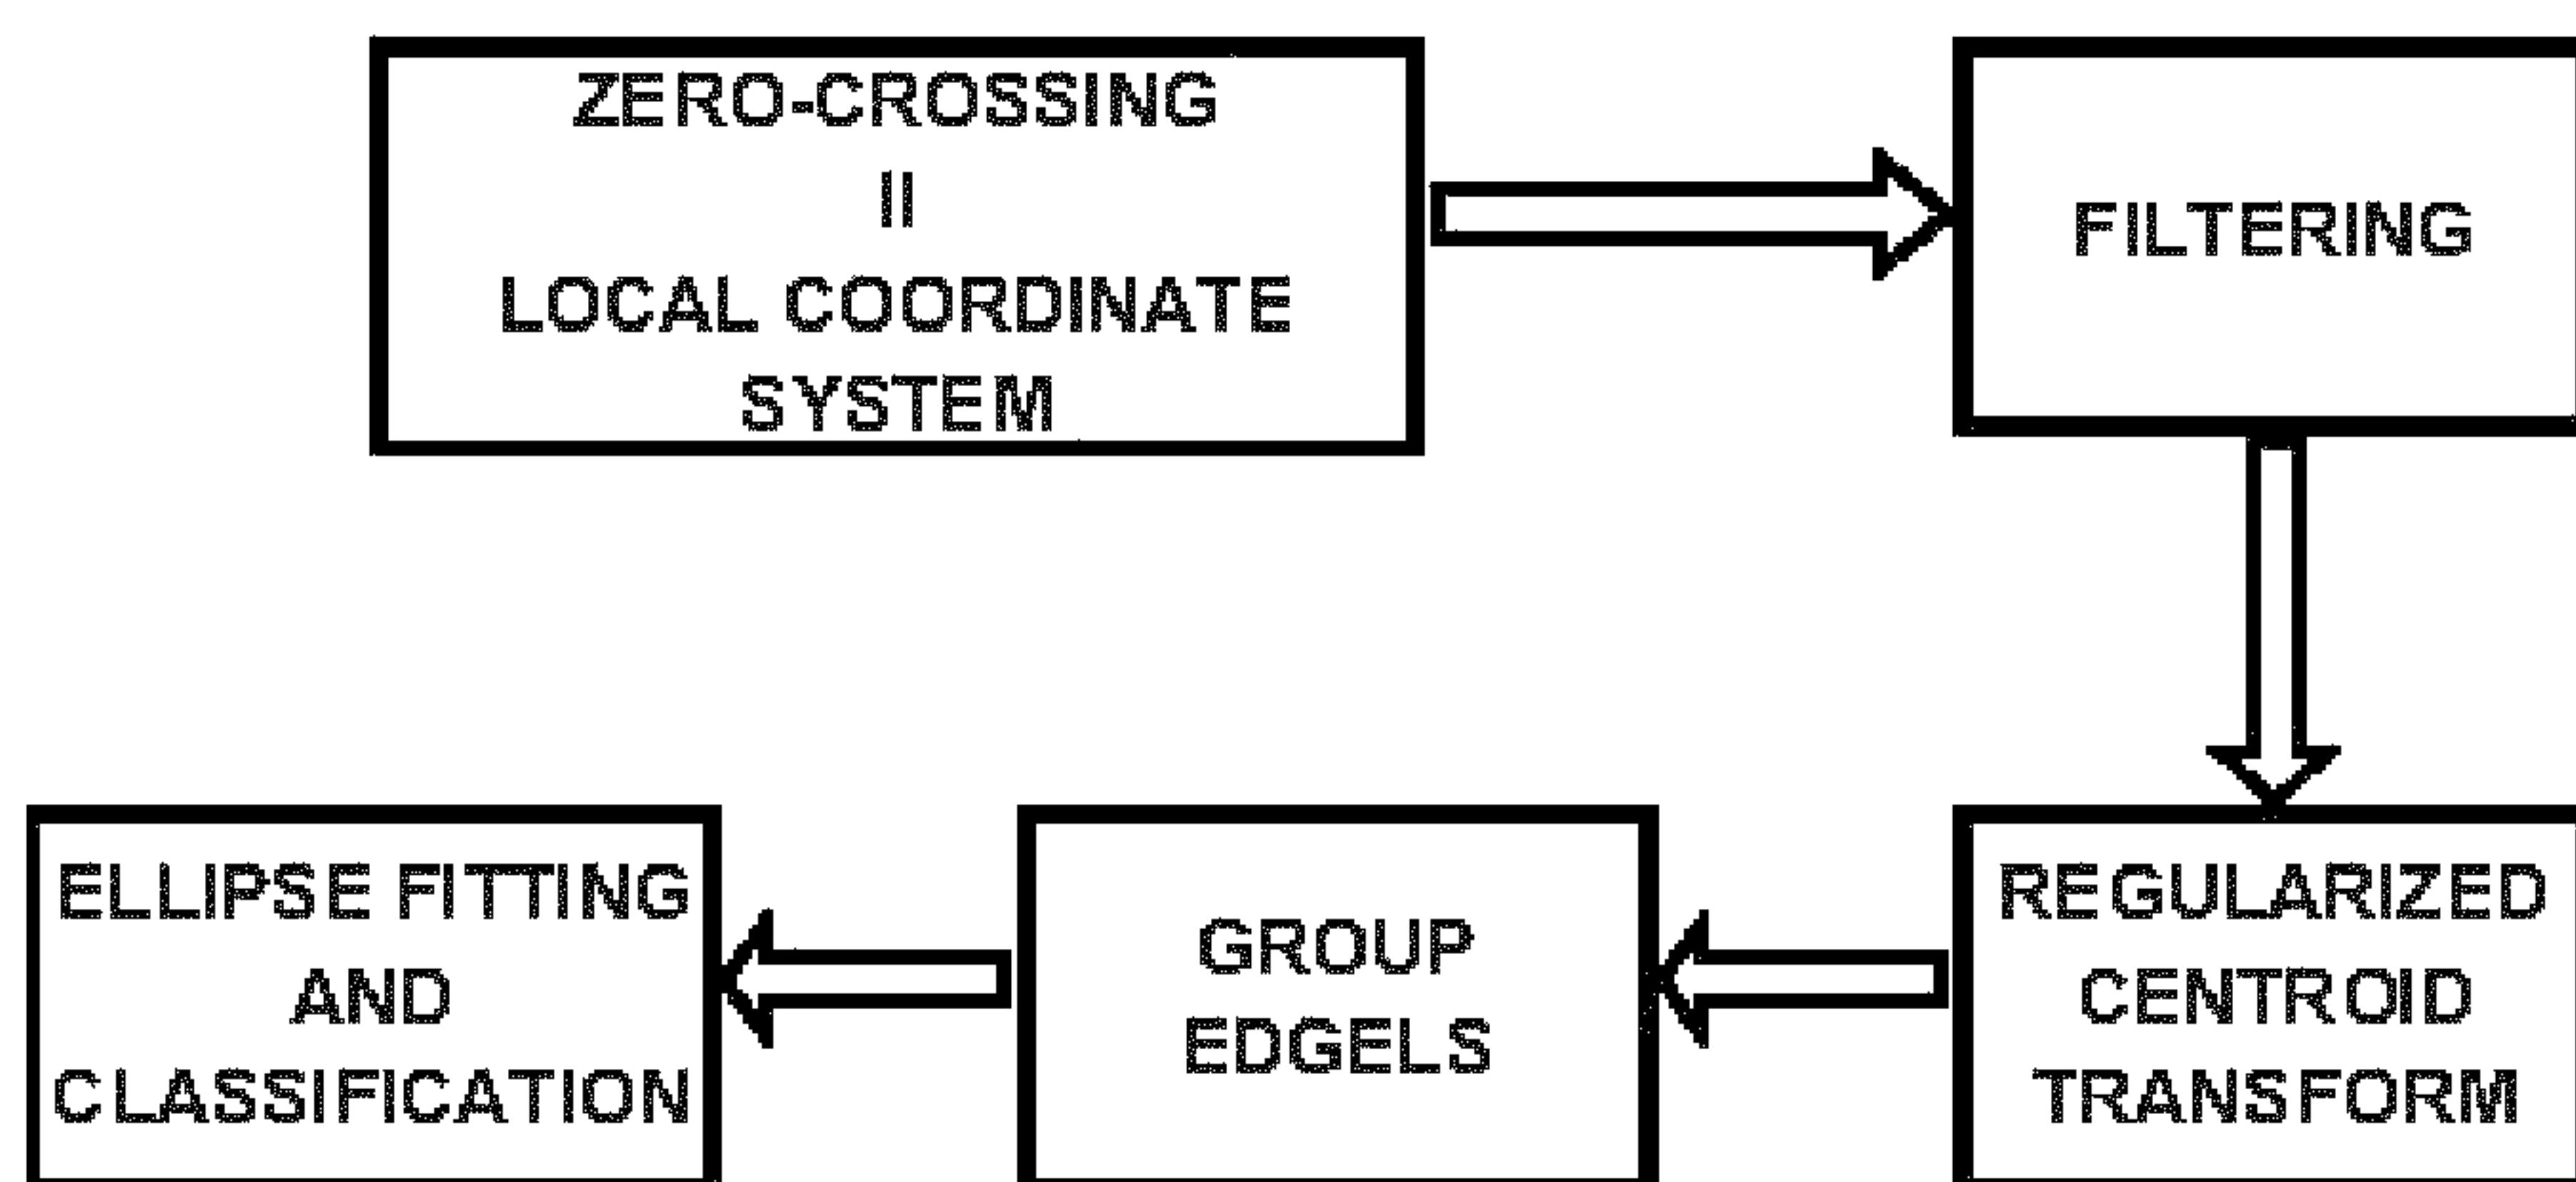 ZERO-CROSSING
II
LOCAL COORDINATE
SYSTEM
FILTERING
REGULARIZED
CENTROID
TRANSFORM
GROUP
EDGELS
ELLIPSE FITTING
AND
CLASSIFICATION